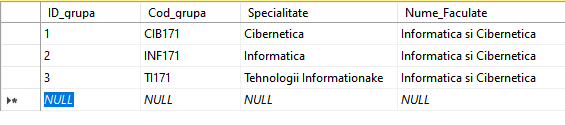 ID_grupa Cod_grupa Specialitate Nume_Faculate
1 CIB171 Cibernetica Informatica si Cibernetica
2 INF171 Informatica Informatica si Cibernetica
3 TI171 Tehnologii Informationake Informatica si Cibernetica
NULL NULL NULL NULL